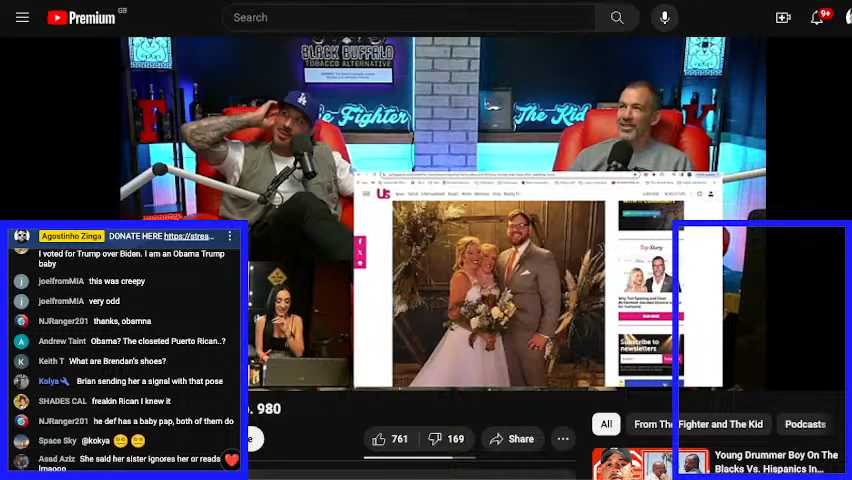 Premium
GB
Search
9+
BLACK BUFFALO
TOBACCO ALTERNATIVE
e Fighter
The Kid
Us
Top Story
Subscribe to
newsletters
Agostinho Zinga DONATE HERE https://strea...
I voted for Trump over Biden. I am an Obama Trump
baby
joelfromMIA this was creepy
joelfromMIA very odd
NJRanger201 thanks, obamna
Andrew Taint Obama? The closeted Puerto Rican..?
Keith T What are Brendan's shoes?
Kolya Brian sending her a signal with that pose
SHADES CAL freakin Rican I knew it
NJRanger201 he def has a baby pap, both of them do
Space Sky @kokya
Asad Aziz She said her sister ignores her or reads
lmaooo
. 980
761
169
Share
All
From The Fighter and The Kid
Podcasts
Young Drummer Boy On The
Blacks Vs. Hispanics In...